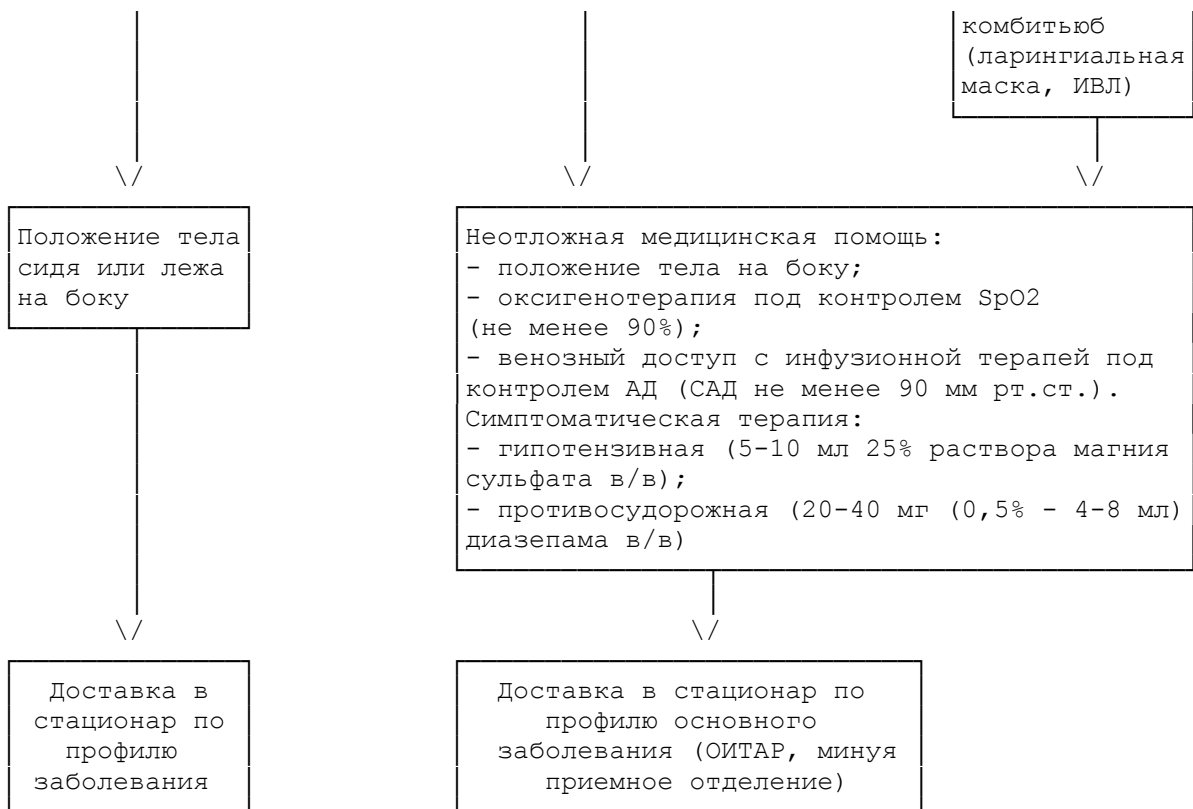 комбитьюб
(ларингиальная
маска, ИВЛ)
Положение тела
сидя или лежа
на боку
Неотложная медицинская помощь:
- положение тела на боку;
- оксигенотерапия под контролем SpO2
(не менее 90%);
- венозный доступ с инфузионной терапей под
контролем АД (САД не менее 90 мм рт.ст.).
Симптоматическая терапия:
- гипотензивная (5-10 мл 25% раствора магния
сульфата в/в);
- противосудорожная (20-40 мг (0,5% - 4-8 мл)
диазепама в/в)
Доставка в
стационар по
профилю
заболевания
Доставка в стационар по
профилю основного
заболевания (ОИТАР, минуя
приемное отделение)